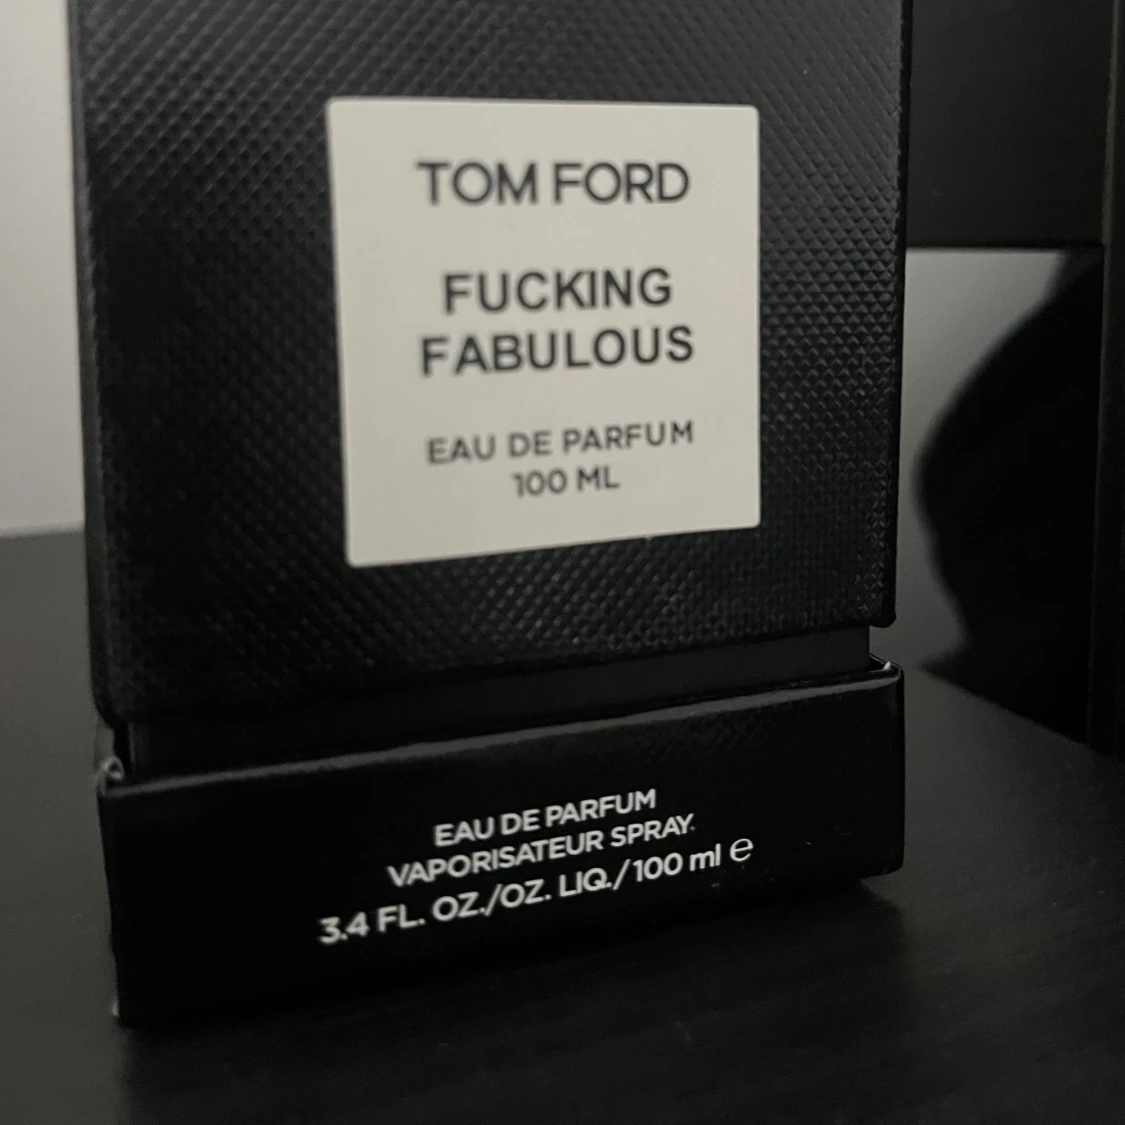 TOM FORD
FUCKING
FABULOUS
EAU DE PARFUM
100 ML
EAU DE PARFUM
VAPORISATEUR SPRAY
3.4 FL. OZ./OZ. LIQ./100 ml ℮